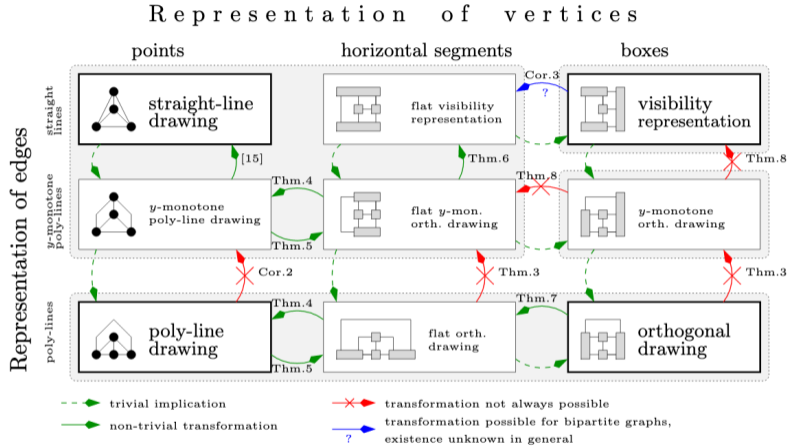 Representation of vertices
points
horizontal segments
boxes
Representation of edges
straight
lines
straight-line
drawing
flat visibility
representation
Cor.3
?
visibility
representation
[15]
Thm.6
Thm.8
y-monotone
poly-lines
y-monotone
poly-line drawing
Thm.4
Thm.5
flat y-mon.
orth. drawing
Thm.8
y-monotone
orth. drawing
Cor.2
Thm.3
Thm.3
poly-lines
poly-line
drawing
Thm.4
Thm.5
flat orth.
drawing
Thm.7
orthogonal
drawing
trivial implication
non-trivial transformation
transformation not always possible
?
transformation possible for bipartite graphs,
existence unknown in general